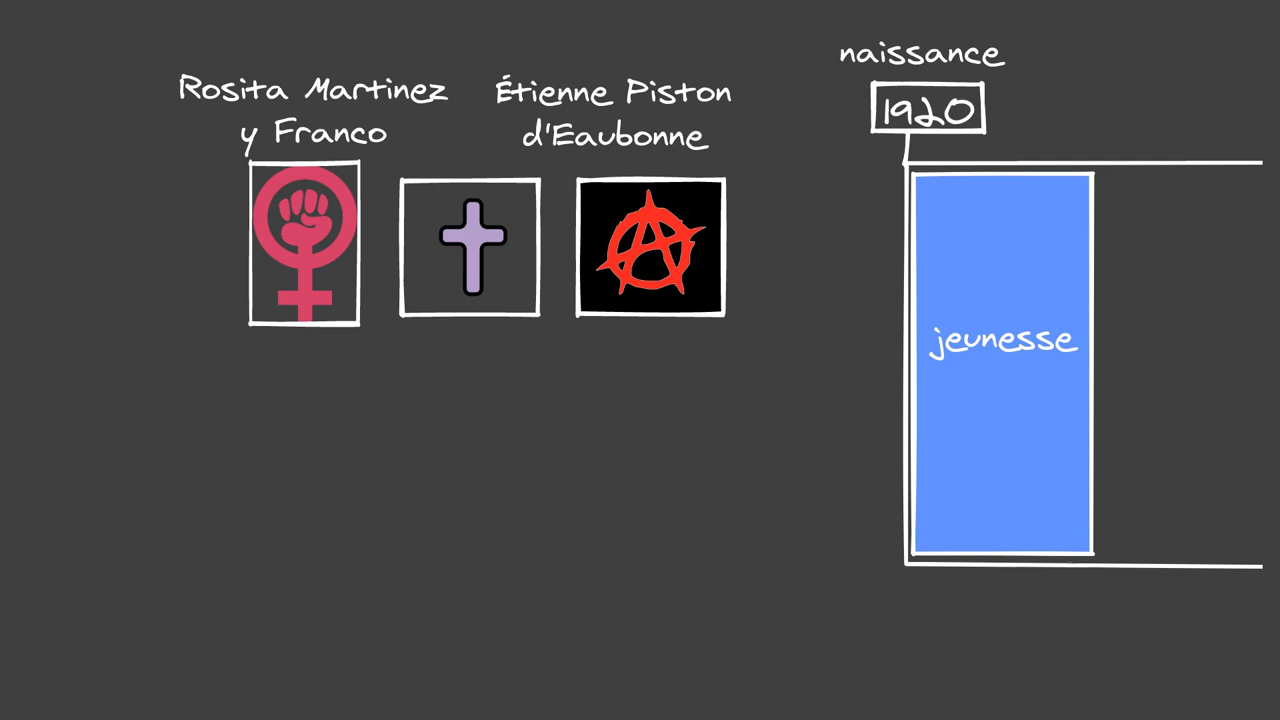 Rosita Martinez
y Franco
Étienne Piston
d'Eaubonne
naissance
1920
jeunesse